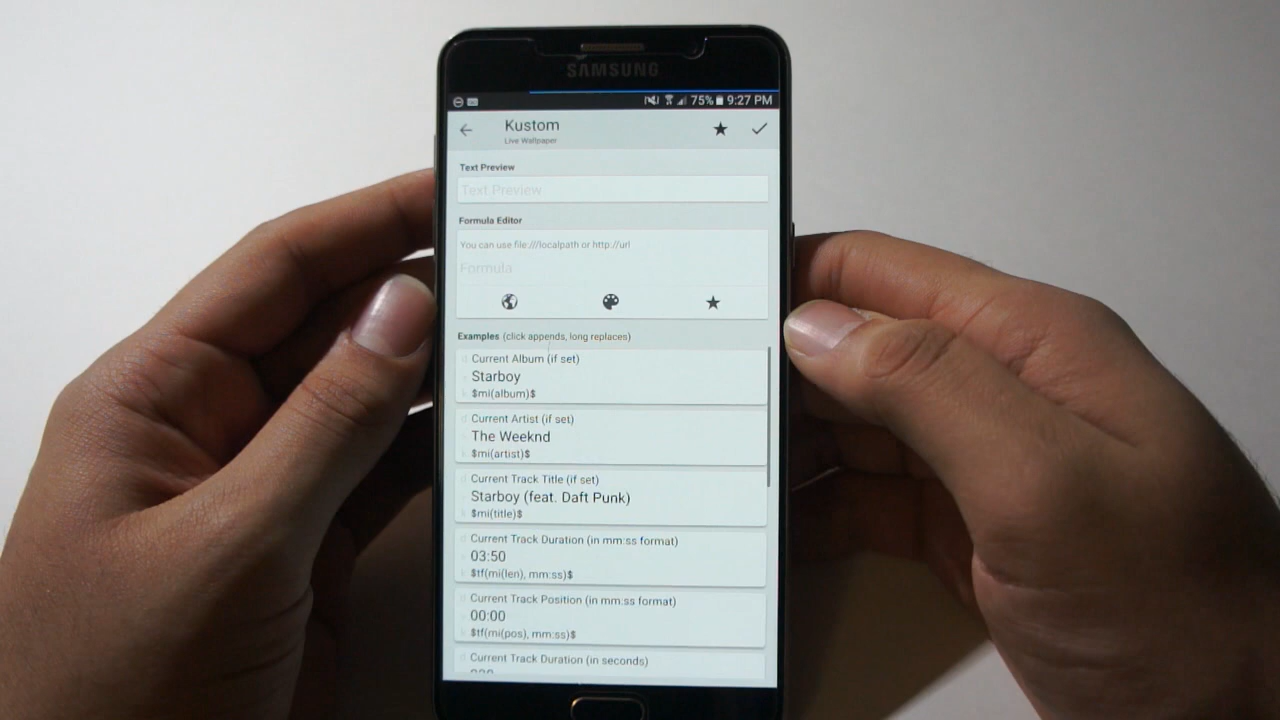 SAMSUNG
75% 9:27 PM
Kustom
Live Wallpaper
Text Preview
Text Preview
Formula Editor
You can use file:///localpath or http://url
Formula
Examples (click appends, long replaces)
Current Album (if set)
Starboy
$mi(album)$
Current Artist (if set)
The Weeknd
$mi(artist)$
Current Track Title (if set)
Starboy (feat. Daft Punk)
$mi(title)$
Current Track Duration (in mm:ss format)
03:50
$tf(mi(len), mm:ss)$
Current Track Position (in mm:ss format)
00:00
$tf(mi(pos), mm:ss)$
Current Track Duration (in seconds)